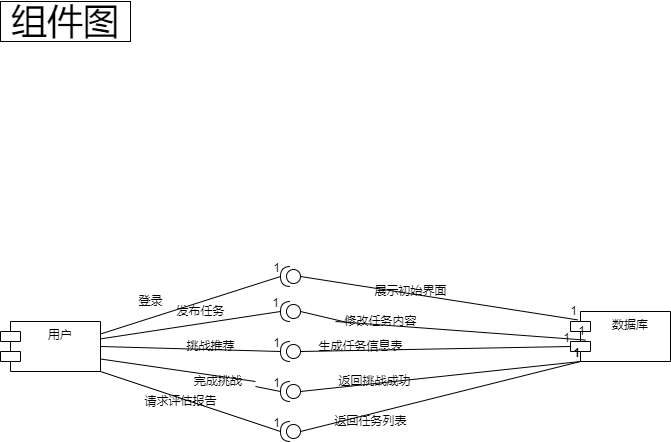 组件图
1
展示初始界面
登录
发布任务
1
1
修改任务内容
数据库
用户
1
1
1
挑战推荐
生成任务信息表
1
完成挑战
1
返回挑战成功
请求评估报告
1
返回任务列表